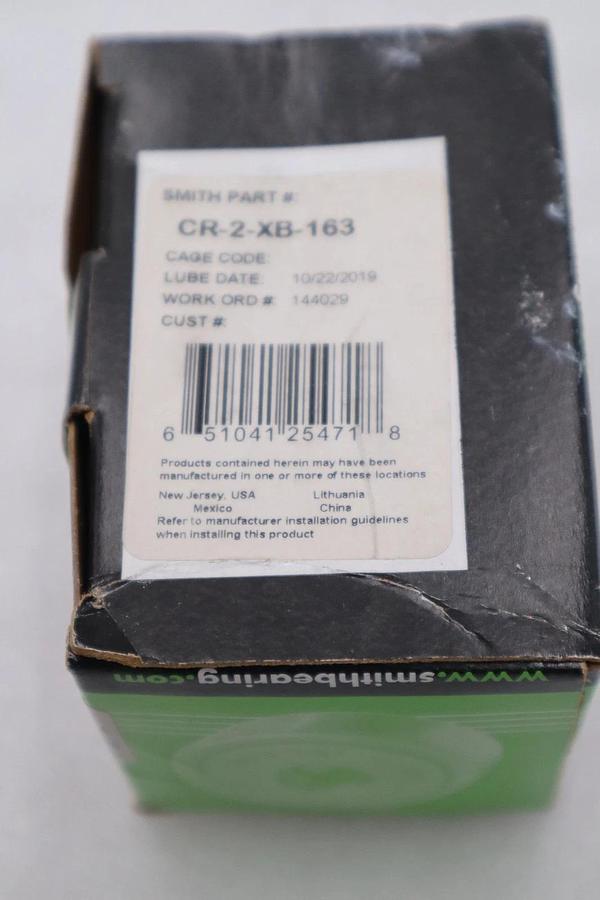 SMITH PART #:
CR-2-XB-163
CAGE CODE:
LUBE DATE: 10/22/2019
WORK ORD #: 144029
CUST #:
6 51041 25471 8
Products contained herein may have been
manufactured in one or more of these locations
New Jersey, USA Lithuania
Mexico China
Refer to manufacturer installation guidelines
when installing this product
www.smithbearing.com